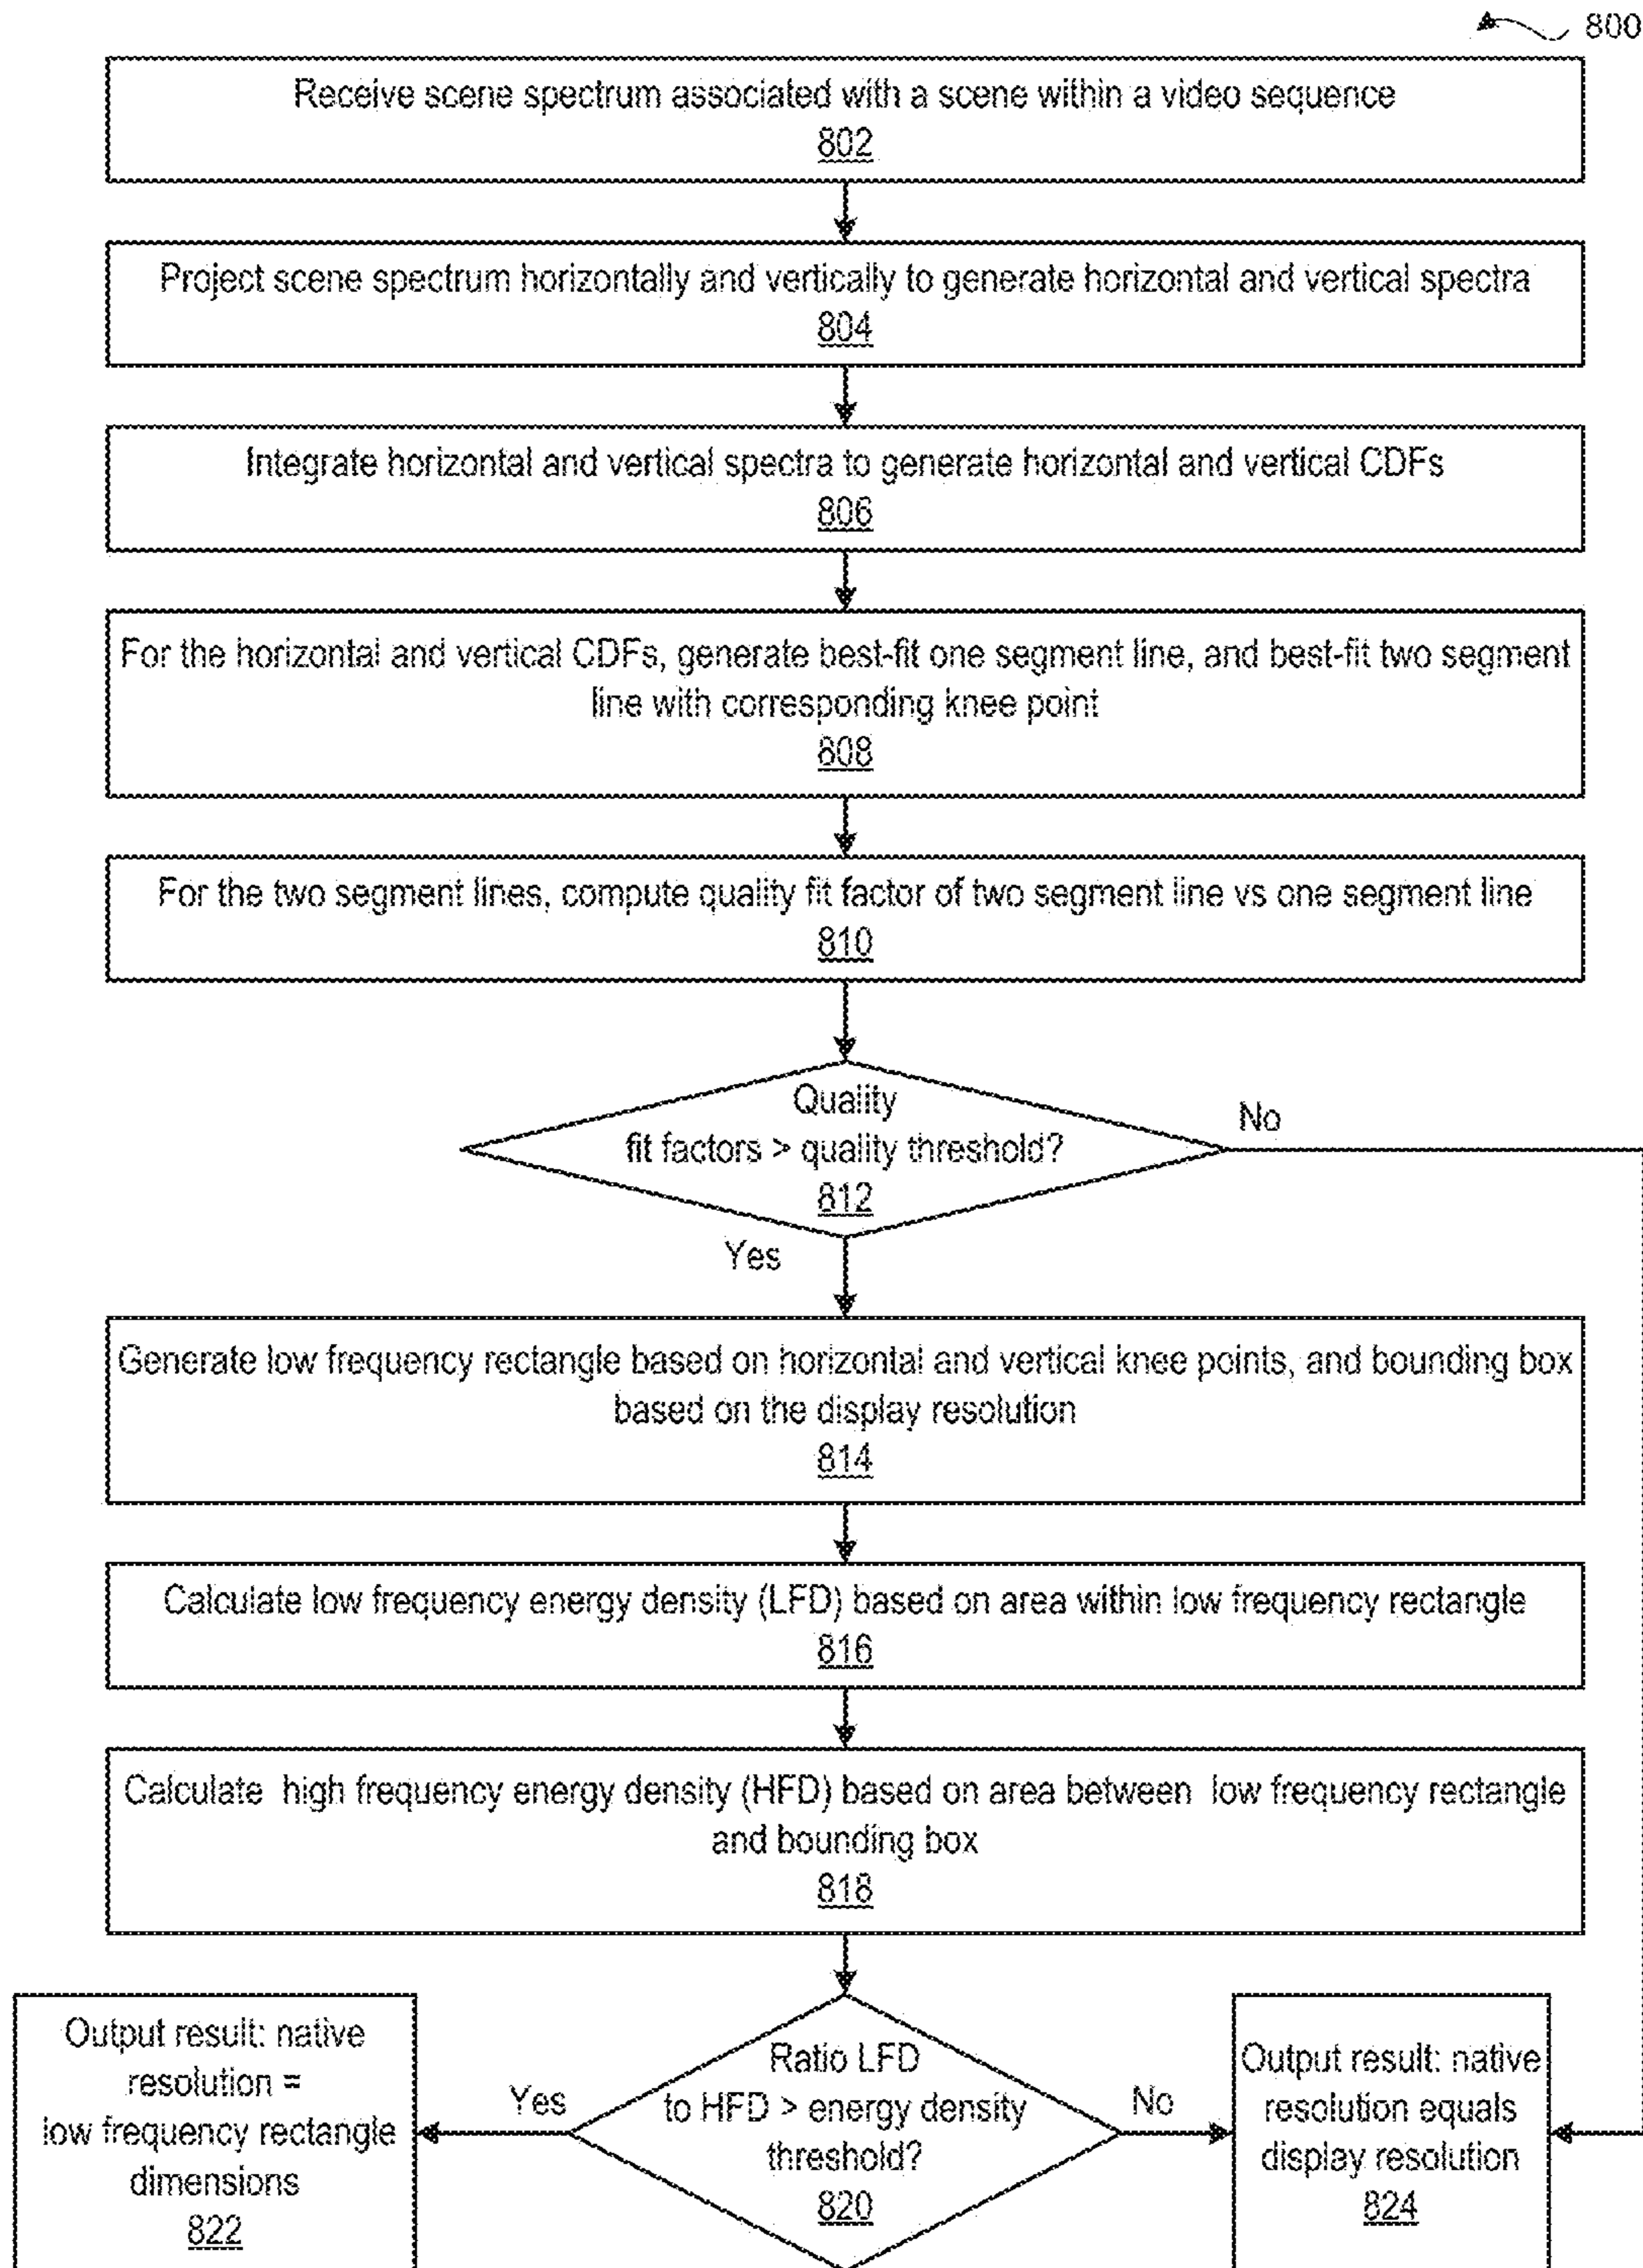 800
Receive scene spectrum associated with a scene within a video sequence
802
Project scene spectrum horizontally and vertically to generate horizontal and vertical spectra
804
Integrate horizontal and vertical spectra to generate horizontal and vertical CDFs
806
For the horizontal and vertical CDFs, generate best-fit one segment line, and best-fit two segment
line with corresponding knee point
808
For the two segment lines, compute quality fit factor of two segment line vs one segment line
810
Quality
fit factors > quality threshold?
812
No
Yes
Generate low frequency rectangle based on horizontal and vertical knee points, and bounding box
based on the display resolution
814
Calculate low frequency energy density (LFD) based on area within low frequency rectangle
816
Calculate high frequency energy density (HFD) based on area between low frequency rectangle
and bounding box
818
Output result: native
resolution =
low frequency rectangle
dimensions
822
Yes
Ratio LFD
to HFD > energy density
threshold?
820
No
Output result: native
resolution equals
display resolution
824